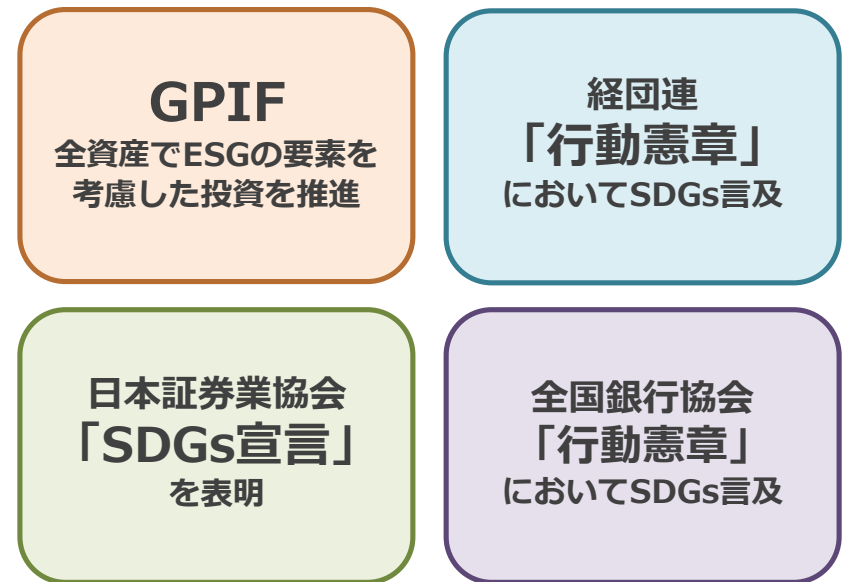 GPIF
全資産でESGの要素を
考慮した投資を推進
経団連
「行動憲章」
においてSDGs言及
日本証券業協会
「SDGs宣言」
を表明
全国銀行協会
「行動憲章」
においてSDGs言及